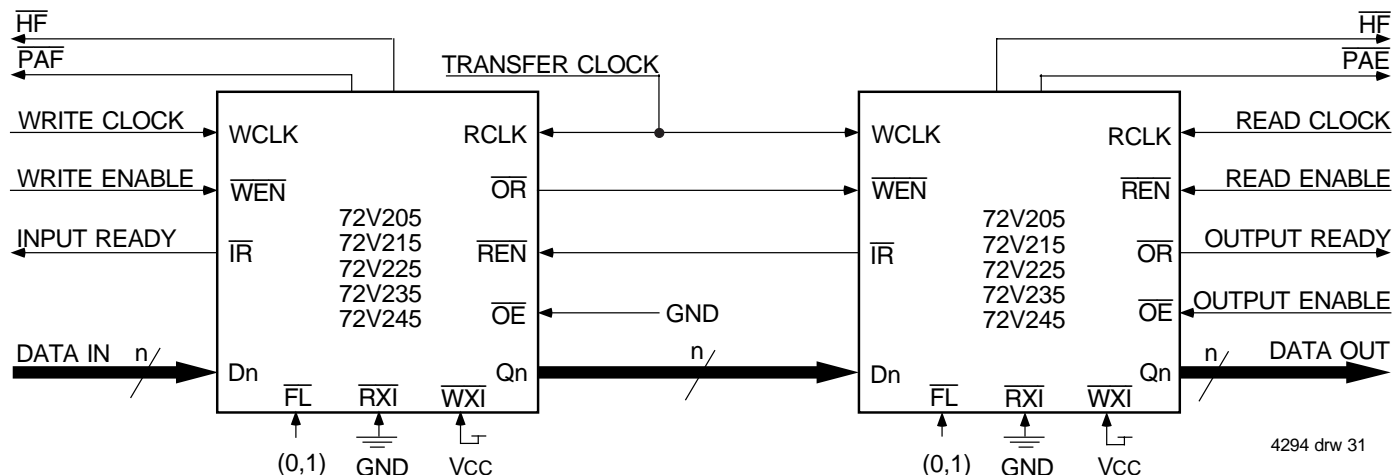 HF HF
PAF TRANSFER CLOCK PAE
WRITE CLOCK WCLK RCLK WCLK RCLK READ CLOCK
WRITE ENABLE WEN OR WEN REN READ ENABLE
72V205 72V205
INPUT READY IR 72V215 REN IR 72V215 OR OUTPUT READY
72V225 72V225
72V235 72V235
72V245 OE GND 72V245 OE OUTPUT ENABLE
DATA IN n Dn Qn n Dn Qn n DATA OUT
FL RXI WXI FL RXI WXI
(0,1) GND VCC (0,1) GND VCC
4294 drw 31